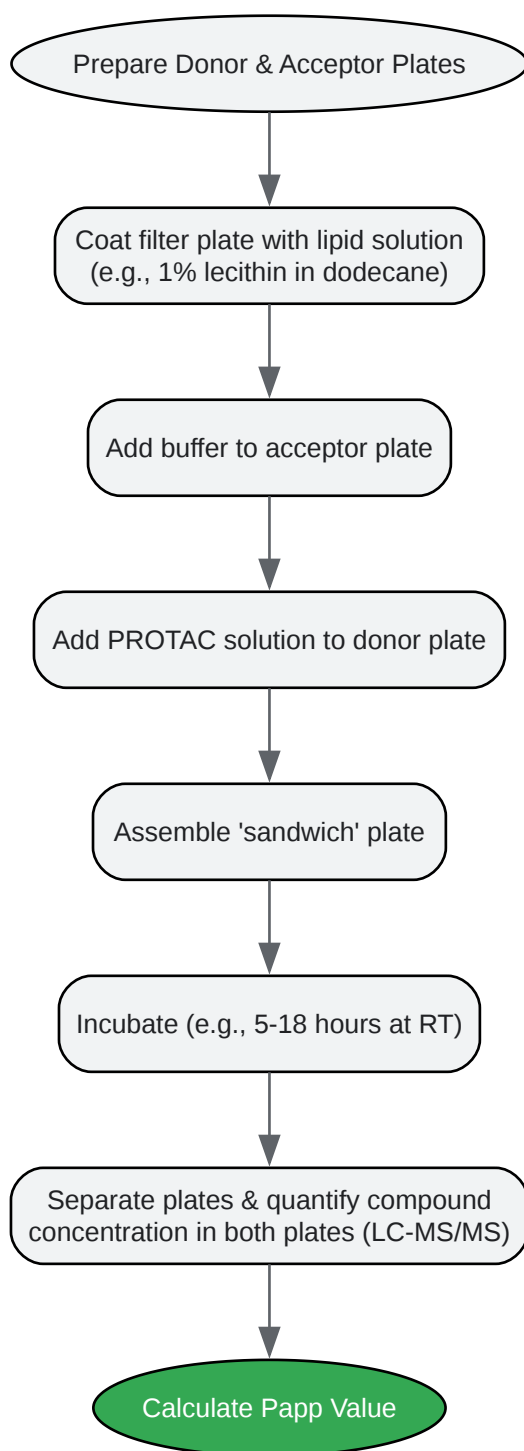 Prepare Donor & Acceptor Plates
Coat filter plate with lipid solution
(e.g., 1% lecithin in dodecane)
Add buffer to acceptor plate
Add PROTAC solution to donor plate
Assemble 'sandwich' plate
Incubate (e.g., 5-18 hours at RT)
Separate plates & quantify compound
concentration in both plates (LC-MS/MS)
Calculate Papp Value